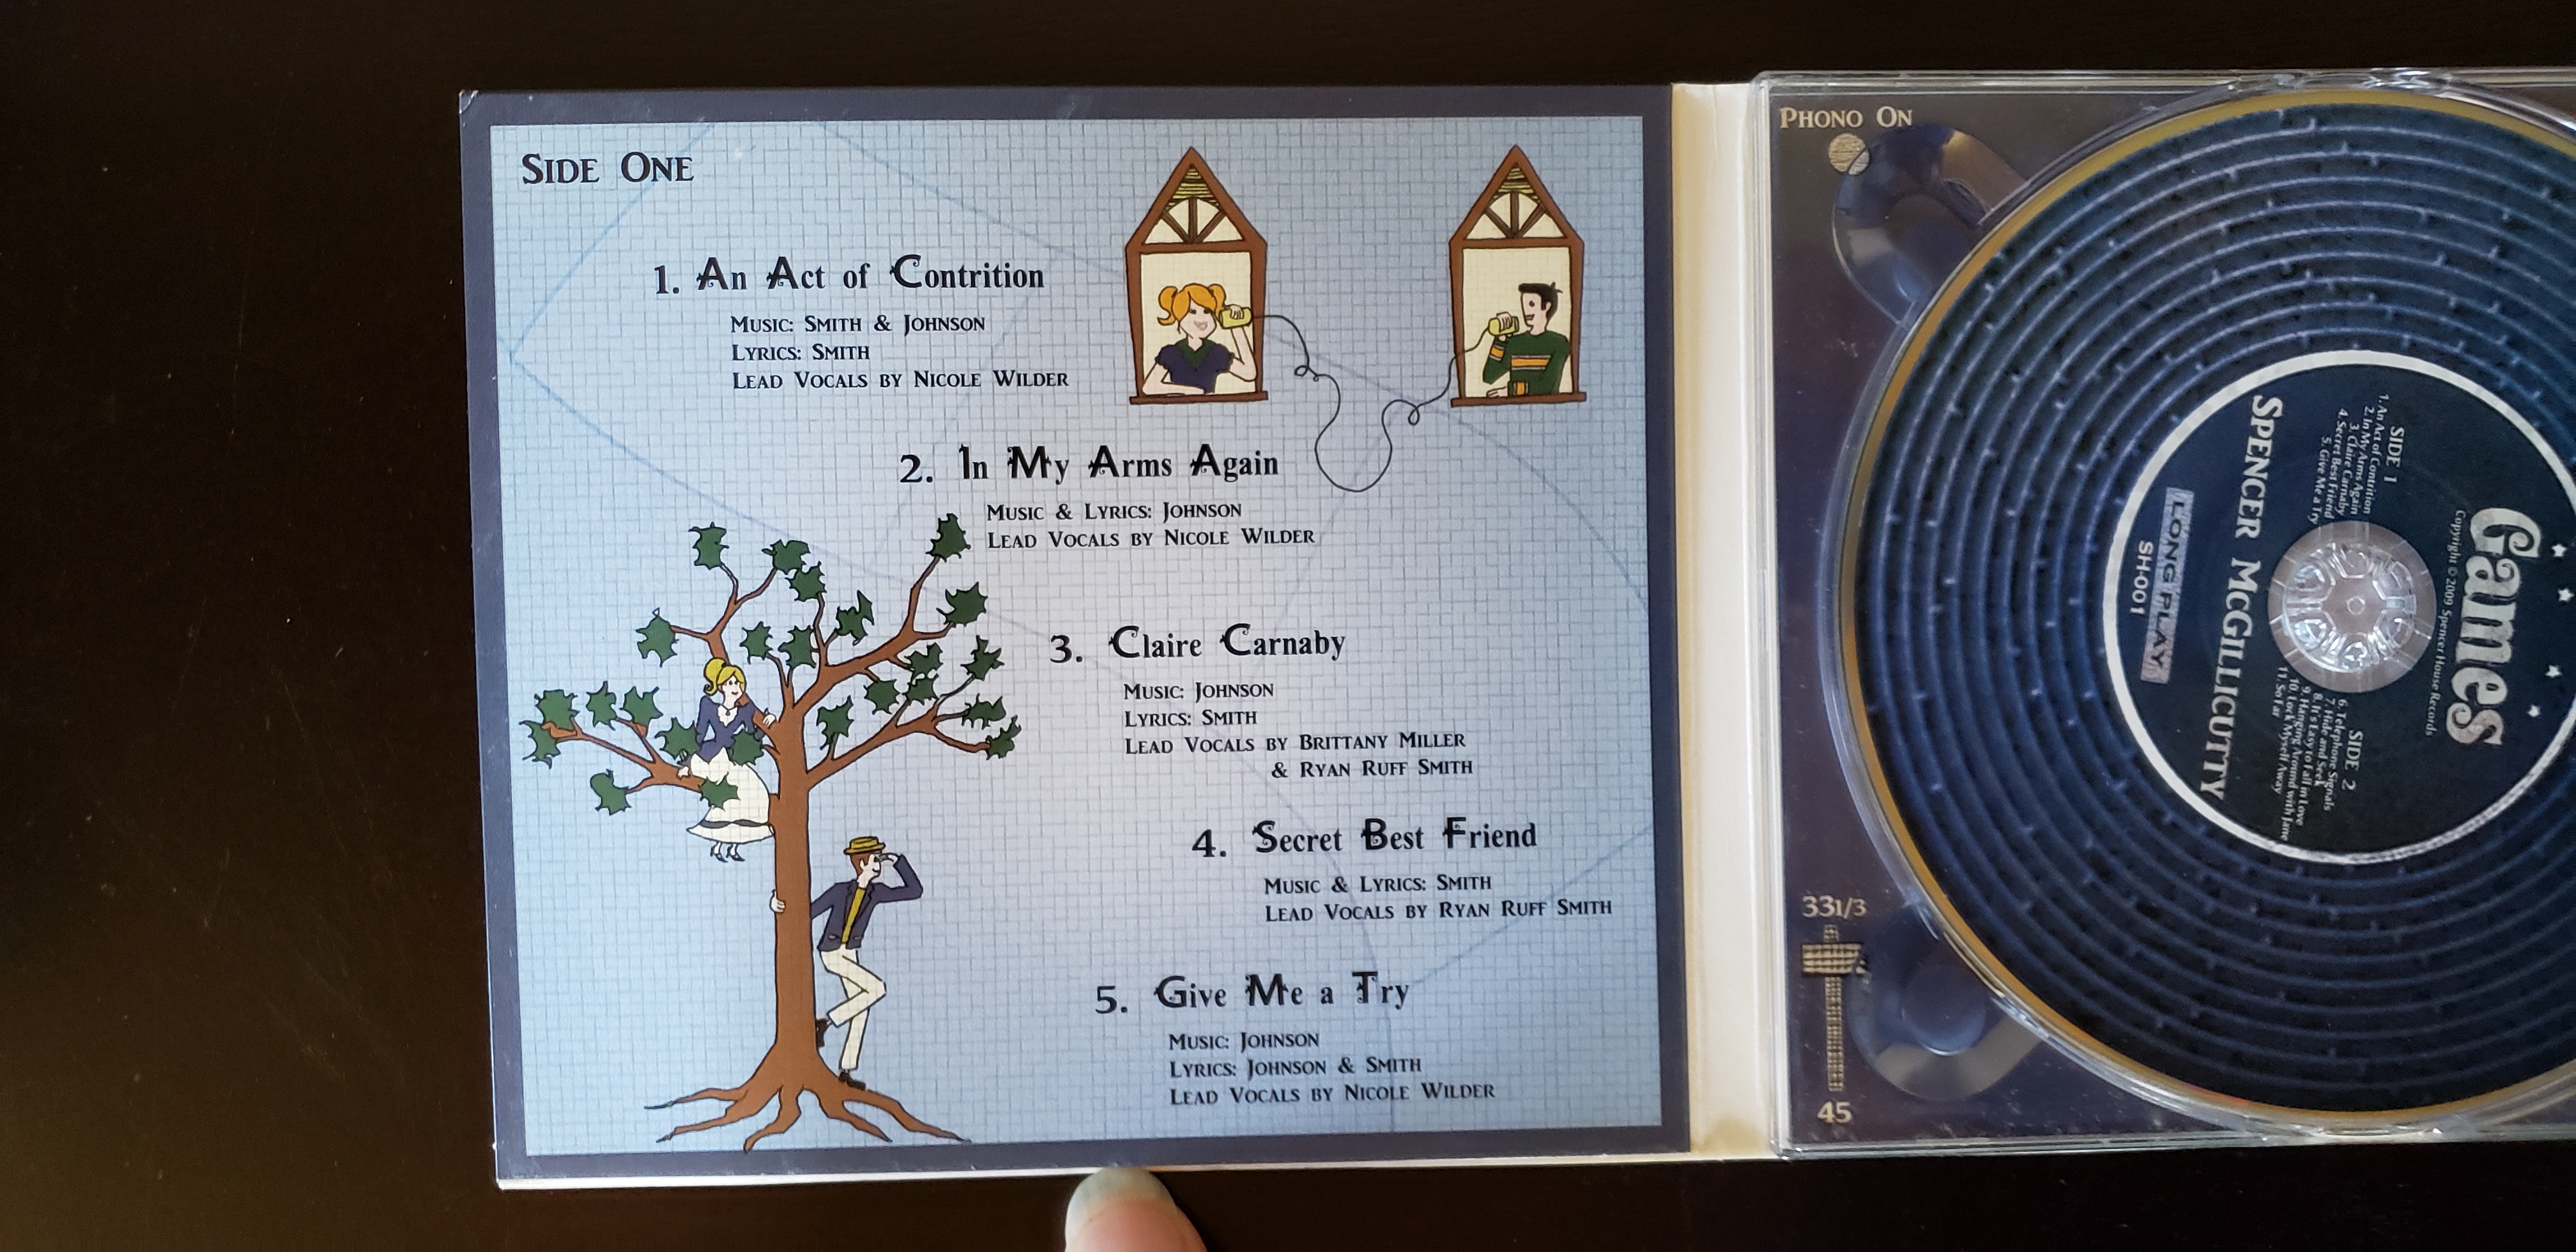 SIDE ONE
1. An Act of Contrition
MUSIC: SMITH & JOHNSON
LYRICS: SMITH
LEAD VOCALS BY NICOLE WILDER
2. In My Arms Again
MUSIC & LYRICS: JOHNSON
LEAD VOCALS BY NICOLE WILDER
3. Claire Carnaby
MUSIC: JOHNSON
LYRICS: SMITH
LEAD VOCALS BY BRITTANY MILLER
& RYAN RUFF SMITH
4. Secret Best Friend
MUSIC & LYRICS: SMITH
LEAD VOCALS BY RYAN RUFF SMITH
5. Give Me a Try
MUSIC: JOHNSON
LYRICS: JOHNSON & SMITH
LEAD VOCALS BY NICOLE WILDER
PHONO ON
33 1/3
45
Games
Copyright © 2009 Spencer House Records
SIDE 1
1. An Act of Contrition
2. In My Arms Again
3. Claire Carnaby
4. Secret Best Friend
5. Give Me a Try
SIDE 2
6. Telephone Signals
7. Hide and Seek
8. It's Easy to Fall in Love
9. Hanging Around with Jane
10. Lock Myself Away
11. So Far
SPENCER MCGILLICUTTY
LONG PLAY
SH-001